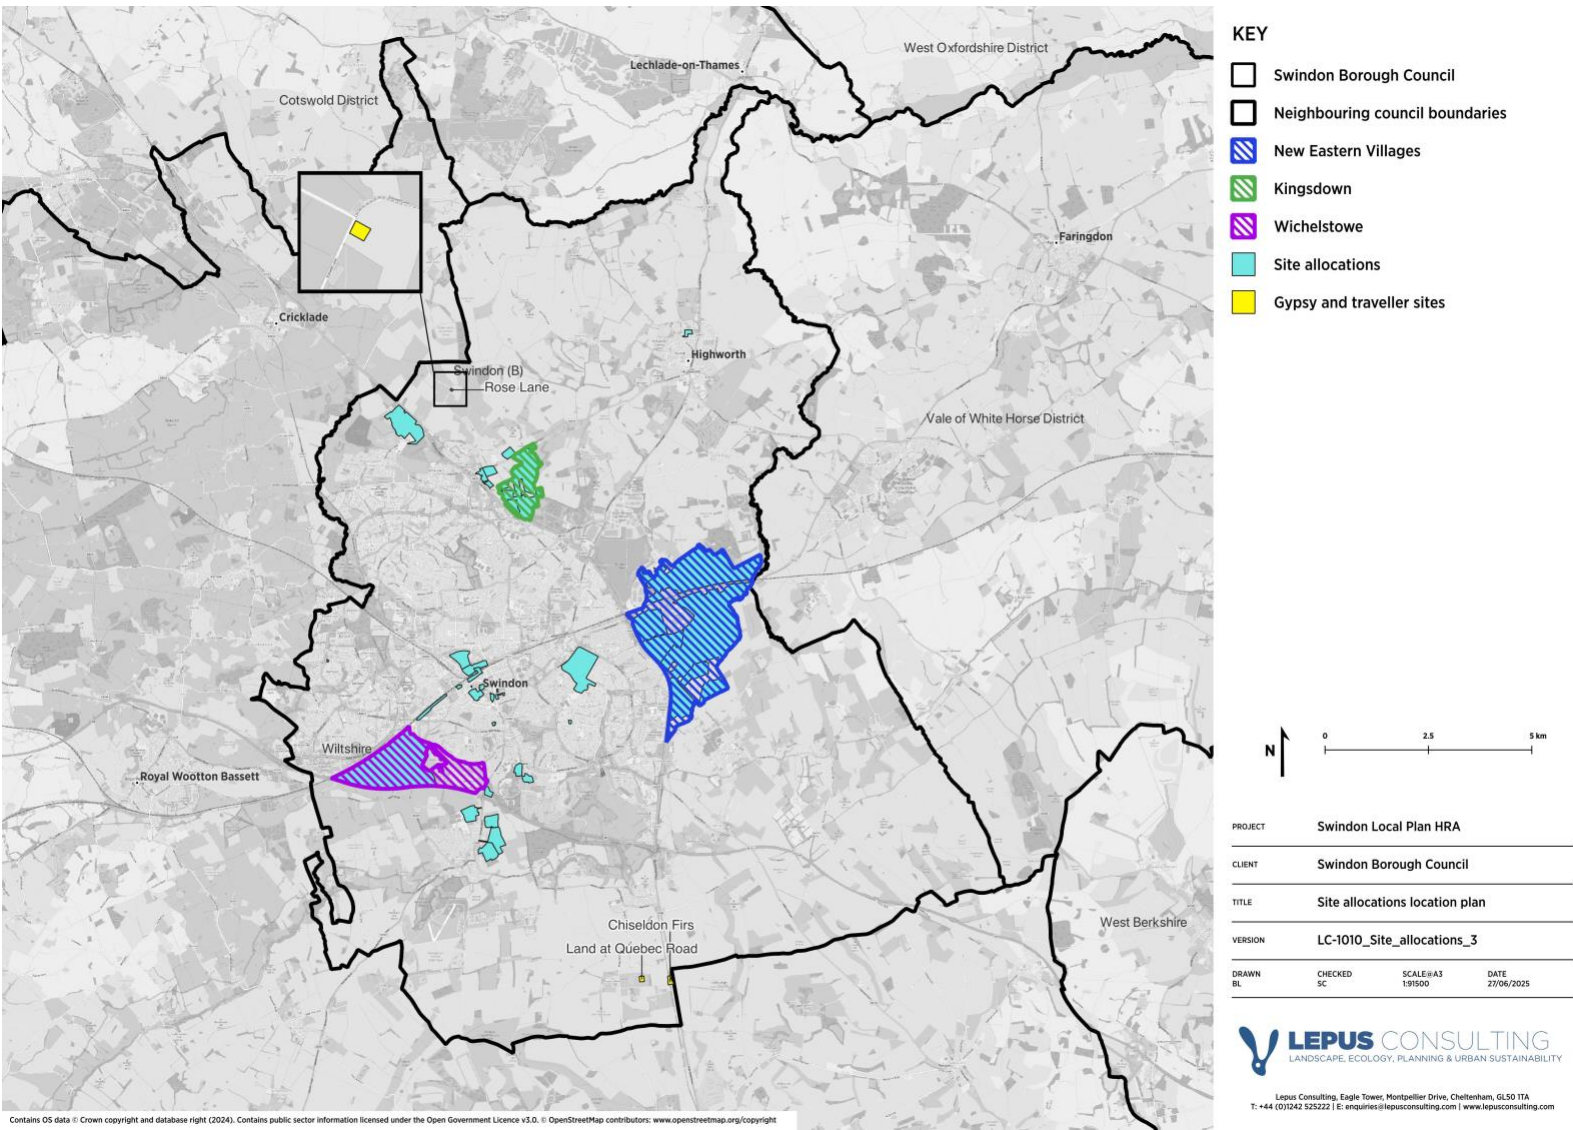 West Oxfordshire District
Lechlade-on-Thames
Cotswold District
Faringdon
Cricklade
Highworth
Swindon (B)
Rose Lane
Vale of White Horse District
Swindon
Wiltshire
Royal Wootton Bassett
Chiseldon Firs
Land at Quebec Road
West Berkshire
Contains OS data © Crown copyright and database right (2024). Contains public sector information licensed under the Open Government Licence v3.0. © OpenStreetMap contributors: www.openstreetmap.org/copyright
KEY
Swindon Borough Council
Neighbouring council boundaries
New Eastern Villages
Kingsdown
Wichelstowe
Site allocations
Gypsy and traveller sites
N
0 2.5 5 km
PROJECT Swindon Local Plan HRA
CLIENT Swindon Borough Council
TITLE Site allocations location plan
VERSION LC-1010_Site_allocations_3
DRAWN CHECKED SCALE@A3 DATE
BL SC 1:91500 27/06/2025
LEPUS CONSULTING
LANDSCAPE, ECOLOGY, PLANNING & URBAN SUSTAINABILITY
Lepus Consulting, Eagle Tower, Montpellier Drive, Cheltenham, GL50 1TA
T: +44 (0)1242 525222 | E: enquiries@lepusconsulting.com | www.lepusconsulting.com